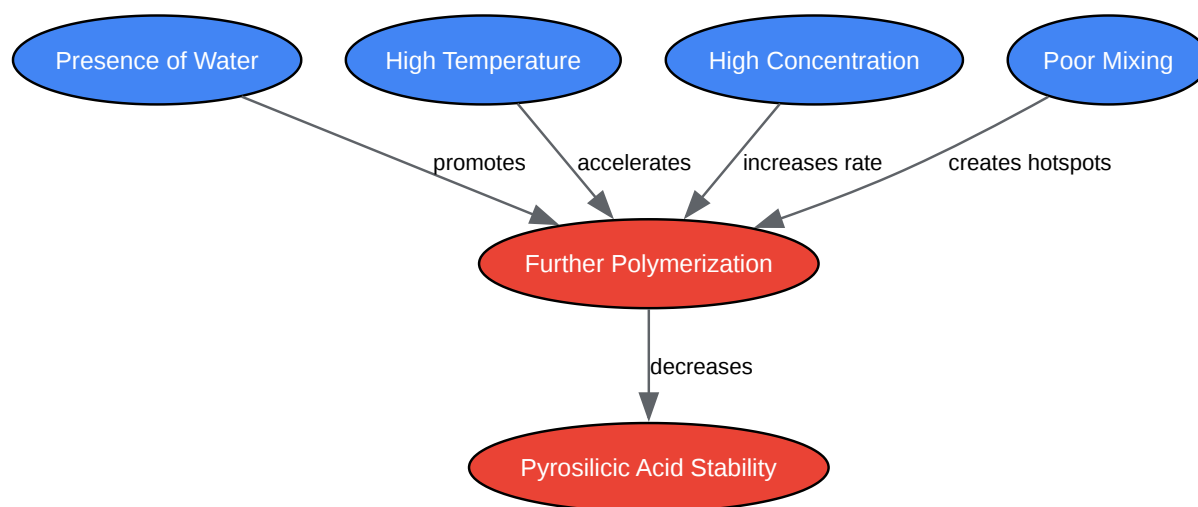 Presence of Water
High Temperature
High Concentration
Poor Mixing
promotes
accelerates
increases rate
creates hotspots
Further Polymerization
decreases
Pyrosilicic Acid Stability